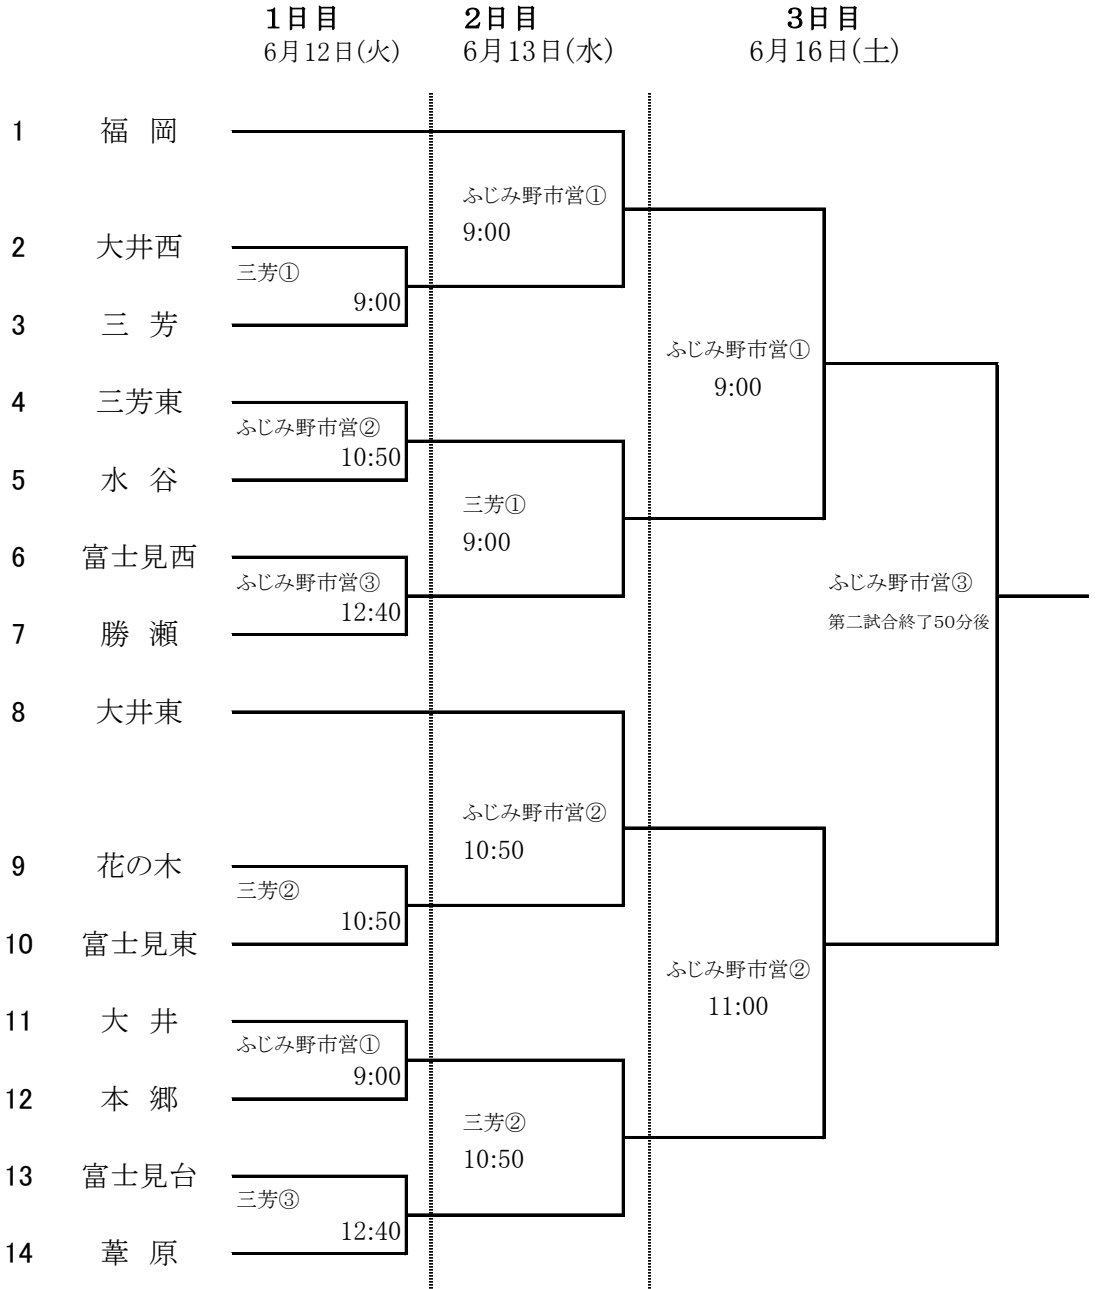 1日目 2日目 3日目
6月12日(火) 6月13日(水) 6月16日(土)
1 福 岡
ふじみ野市営①
9:00
2 大井西
三芳①
9:00
3 三 芳
ふじみ野市営①
9:00
4 三芳東
ふじみ野市営②
10:50
5 水 谷
三芳①
9:00
6 富士見西
ふじみ野市営③
12:40
7 勝 瀬
ふじみ野市営③
第二試合終了50分後
8 大井東
ふじみ野市営②
10:50
9 花の木
三芳②
10:50
10 富士見東
ふじみ野市営②
11:00
11 大 井
ふじみ野市営①
9:00
12 本 郷
三芳②
10:50
13 富士見台
三芳③
12:40
14 葦 原